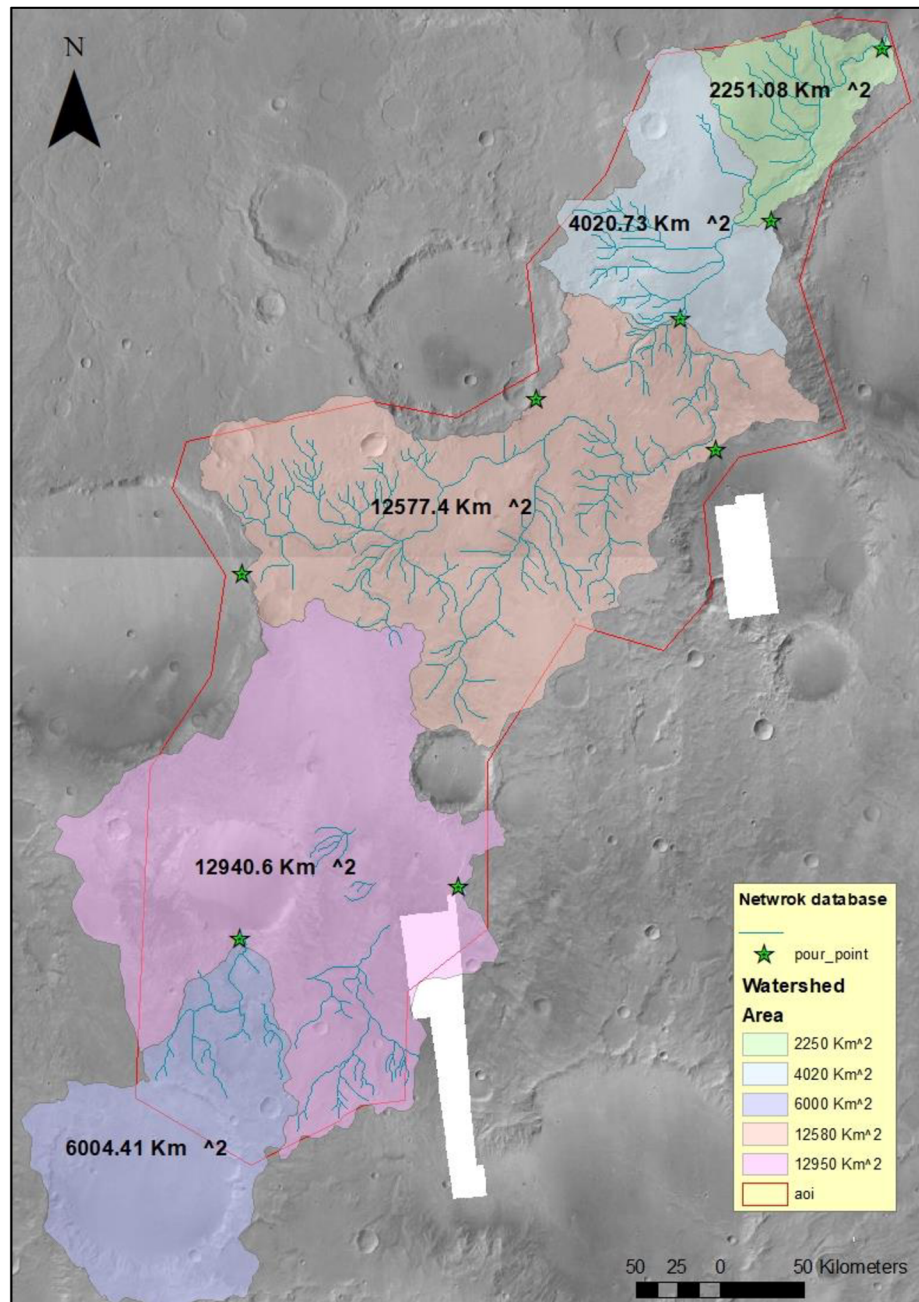 N
2251.08 Km ^2
4020.73 Km ^2
12577.4 Km ^2
12940.6 Km ^2
6004.41 Km ^2
Netwrok database
pour_point
Watershed
Area
2250 Km^2
4020 Km^2
6000 Km^2
12580 Km^2
12950 Km^2
aoi
50 25 0 50 Kilometers